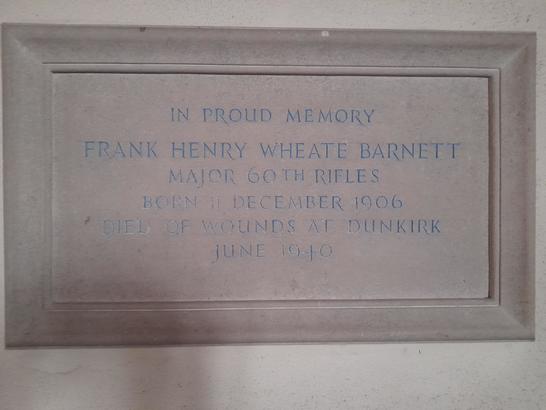 IN PROUD MEMORY
FRANK HENRY WHEATE BARNETT
MAJOR 60TH RIFLES
BORN 11 DECEMBER 1906
DIED OF WOUNDS AT DUNKIRK
JUNE 1940